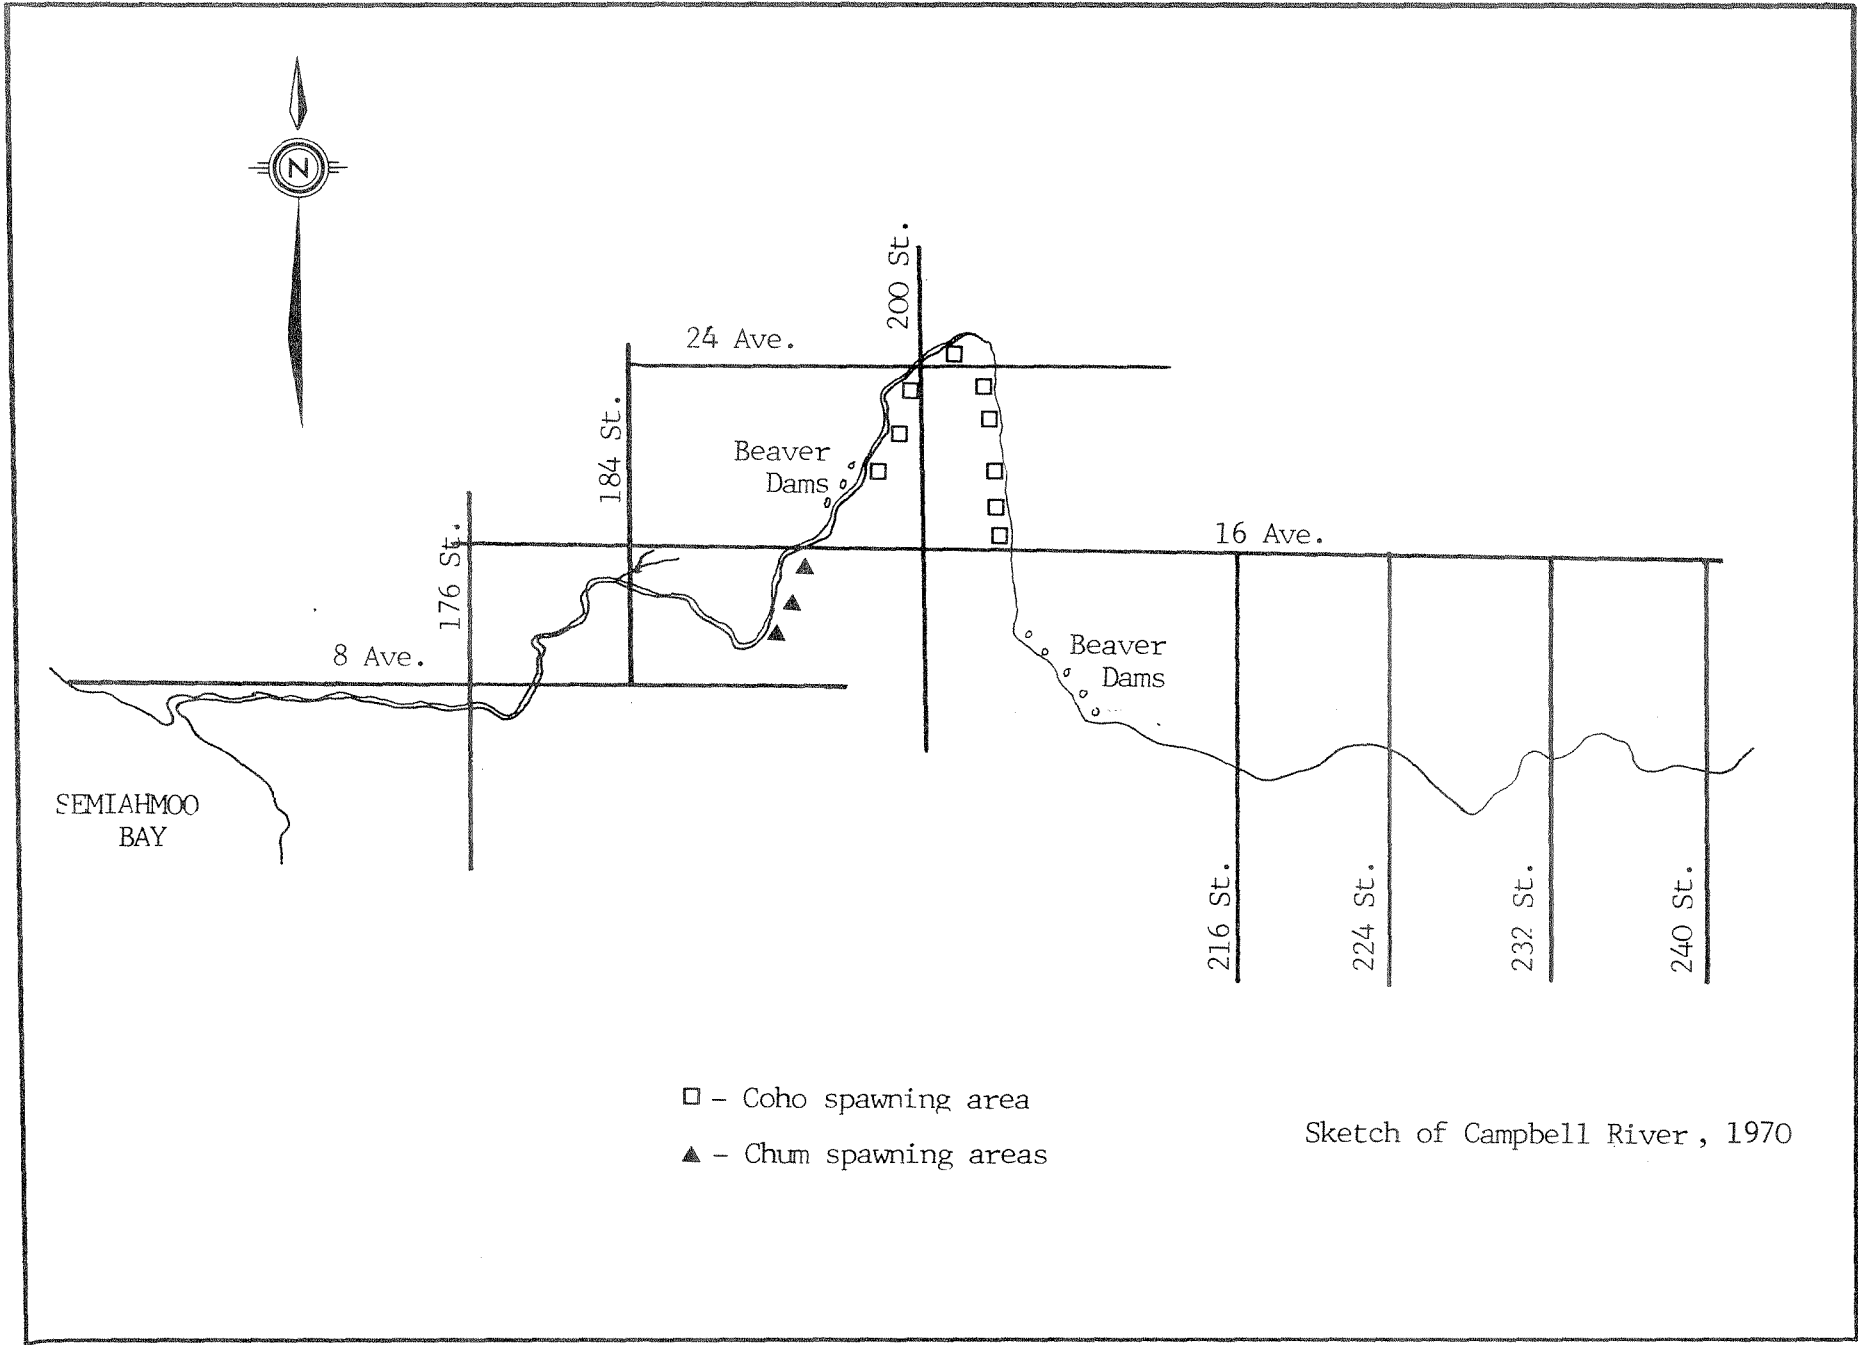 N
200 St.
24 Ave.
184 St.
Beaver
Dams
176 St.
16 Ave.
8 Ave.
Beaver
Dams
SEMIAHMOO
BAY
216 St.
224 St.
232 St.
240 St.
□ - Coho spawning area
▲ - Chum spawning areas
Sketch of Campbell River, 1970